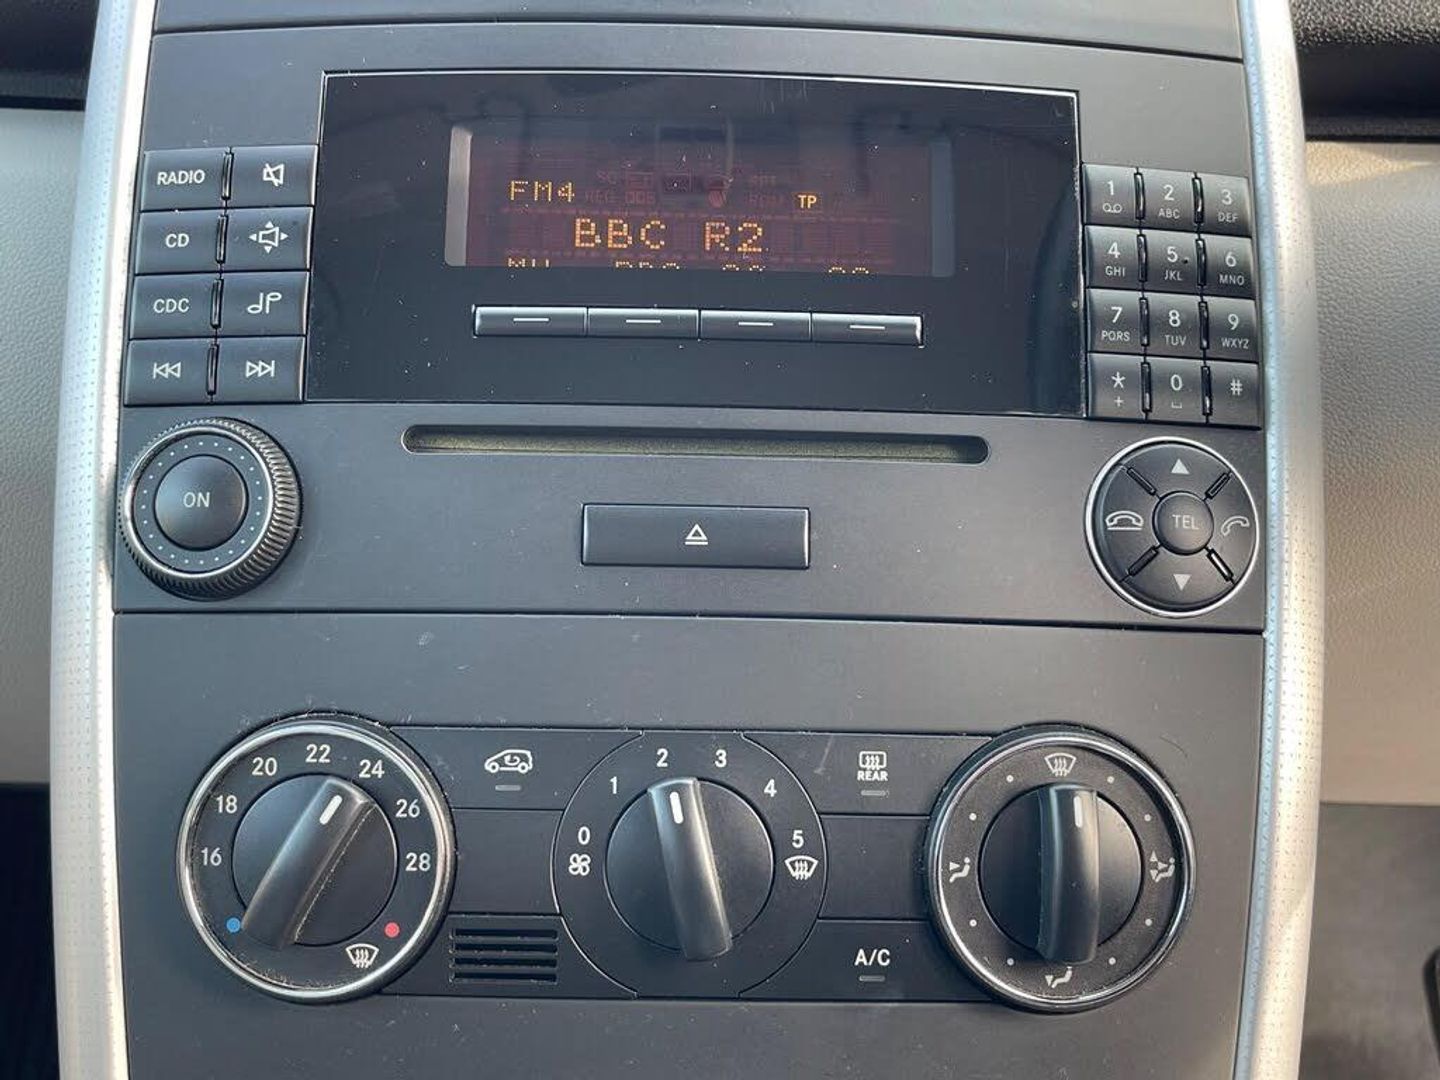 RADIO
CD
CDC
FM4
TP
BBC R2
1
2 ABC
3 DEF
4 GHI
5 JKL
6 MNO
7 PQRS
8 TUV
9 WXYZ
* +
0
#
ON
TEL
16 18 20 22 24 26 28
0 1 2 3 4 5
REAR
A/C